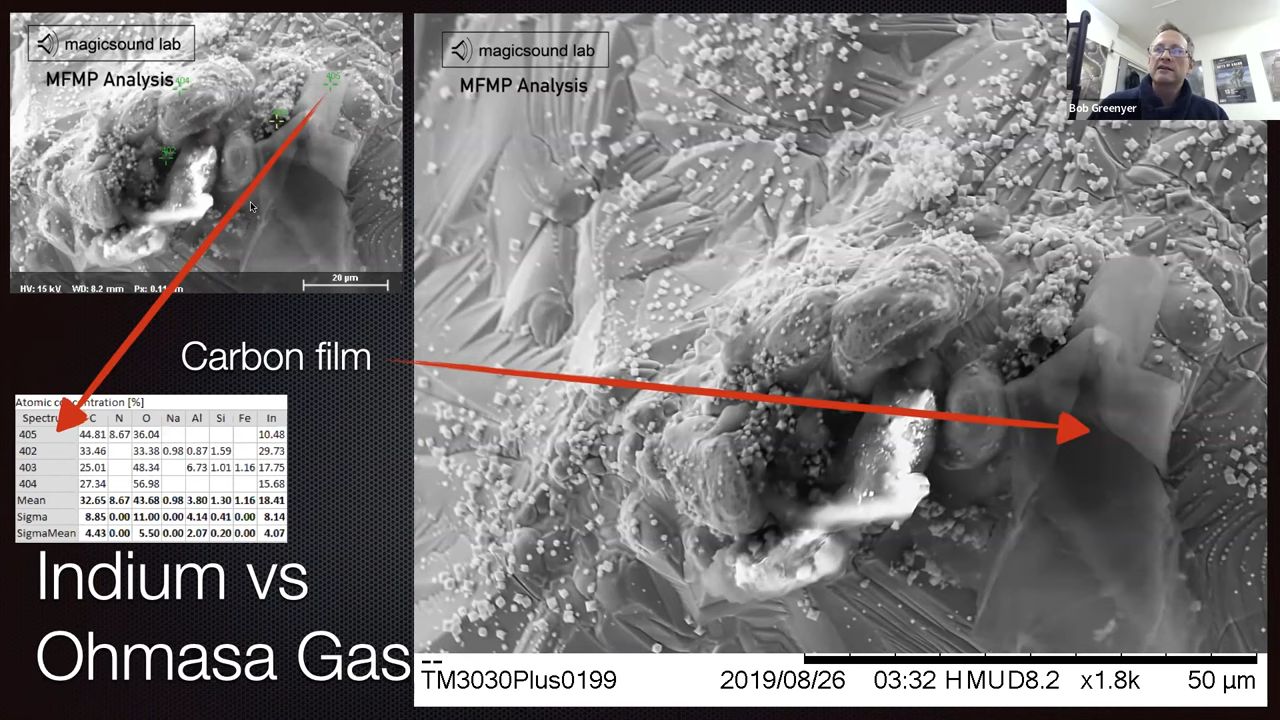 magicsound lab
MFMP Analysis
404
405
402
HV: 15 kV WD: 8.2 mm
20 µm
magicsound lab
MFMP Analysis
Bob Greenyer
Carbon film
Atomic [%]
C N O Na Al Si Fe In
405 44.81 8.67 36.04 10.48
402 33.46 33.38 0.98 0.87 1.59 29.73
403 25.01 48.34 6.73 1.01 1.16 17.75
404 27.34 56.98 15.68
Mean 32.65 8.67 43.68 0.98 3.80 1.30 1.16 18.41
Sigma 8.85 0.00 11.00 0.00 4.14 0.41 0.00 8.14
SigmaMean 4.43 0.00 5.50 0.00 2.07 0.20 0.00 4.07
Indium vs
Ohmasa Gas
TM3030Plus0199 2019/08/26 03:32 HMUD8.2 x1.8k 50 µm